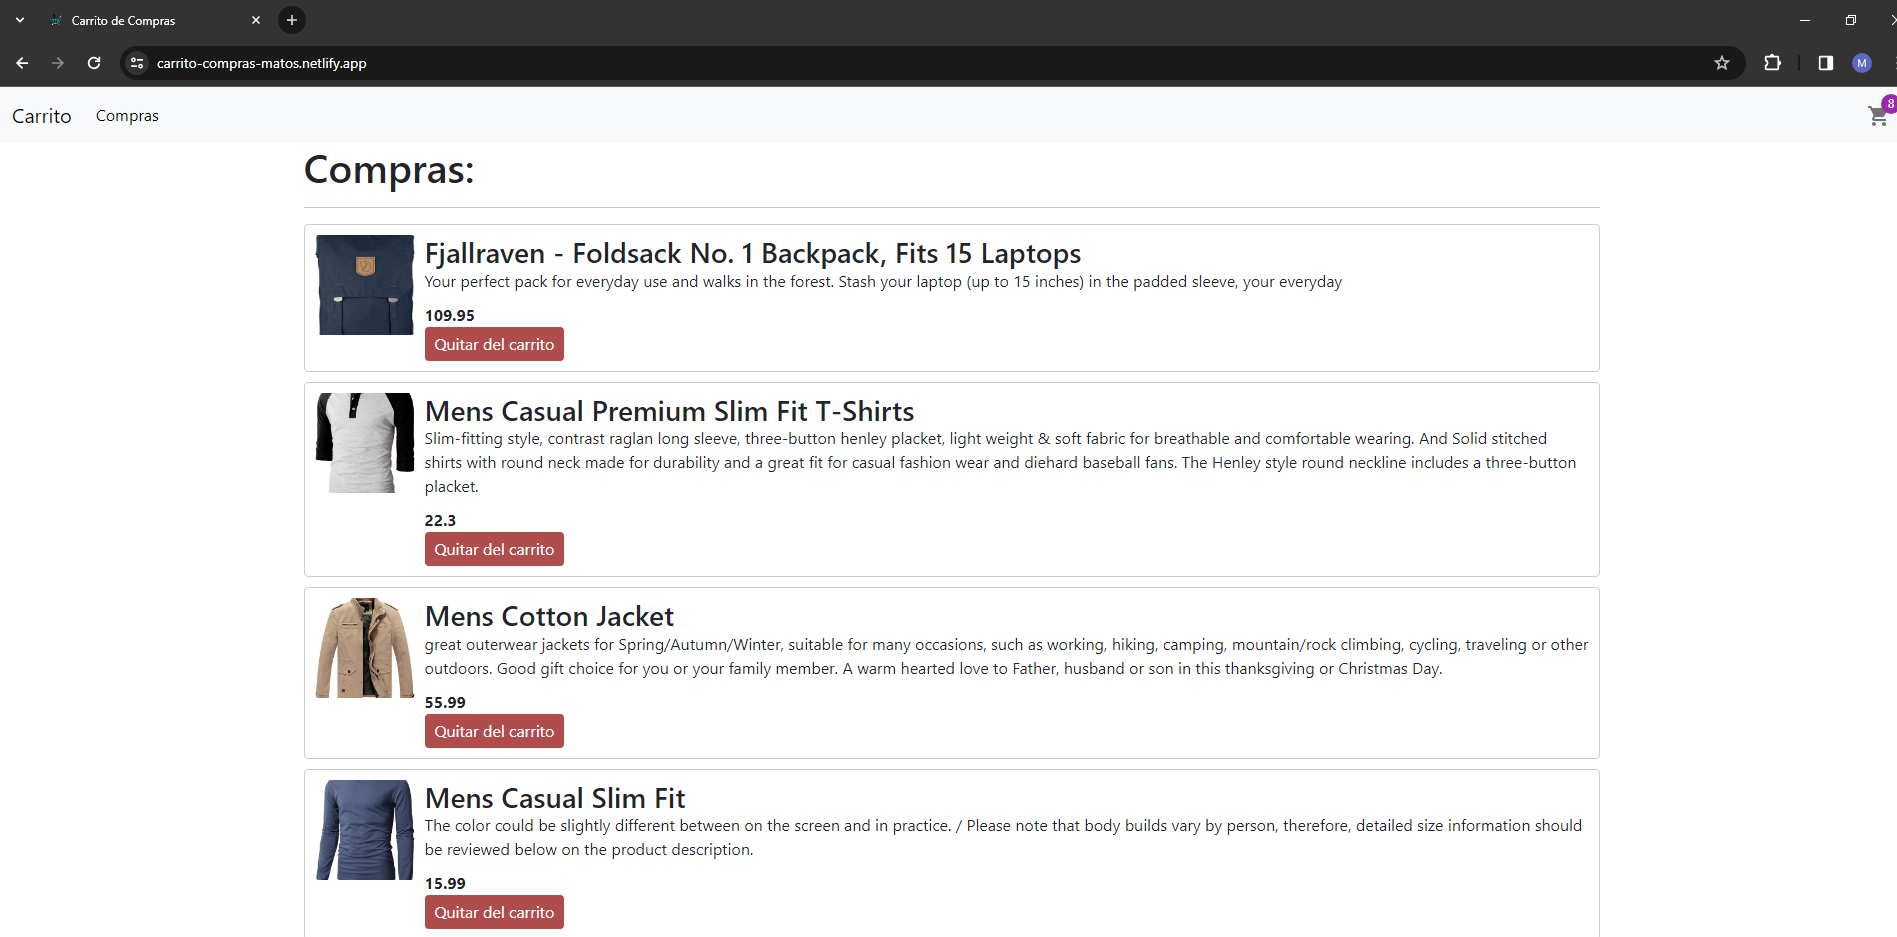 Carrito de Compras
carrito-compras-matos.netlify.app
M
Carrito
Compras
8
Compras:
Fjallraven - Foldsack No. 1 Backpack, Fits 15 Laptops
Your perfect pack for everyday use and walks in the forest. Stash your laptop (up to 15 inches) in the padded sleeve, your everyday
109.95
Quitar del carrito
Mens Casual Premium Slim Fit T-Shirts
Slim-fitting style, contrast raglan long sleeve, three-button henley placket, light weight & soft fabric for breathable and comfortable wearing. And Solid stitched
shirts with round neck made for durability and a great fit for casual fashion wear and diehard baseball fans. The Henley style round neckline includes a three-button
placket.
22.3
Quitar del carrito
Mens Cotton Jacket
great outerwear jackets for Spring/Autumn/Winter, suitable for many occasions, such as working, hiking, camping, mountain/rock climbing, cycling, traveling or other
outdoors. Good gift choice for you or your family member. A warm hearted love to Father, husband or son in this thanksgiving or Christmas Day.
55.99
Quitar del carrito
Mens Casual Slim Fit
The color could be slightly different between on the screen and in practice. / Please note that body builds vary by person, therefore, detailed size information should
be reviewed below on the product description.
15.99
Quitar del carrito